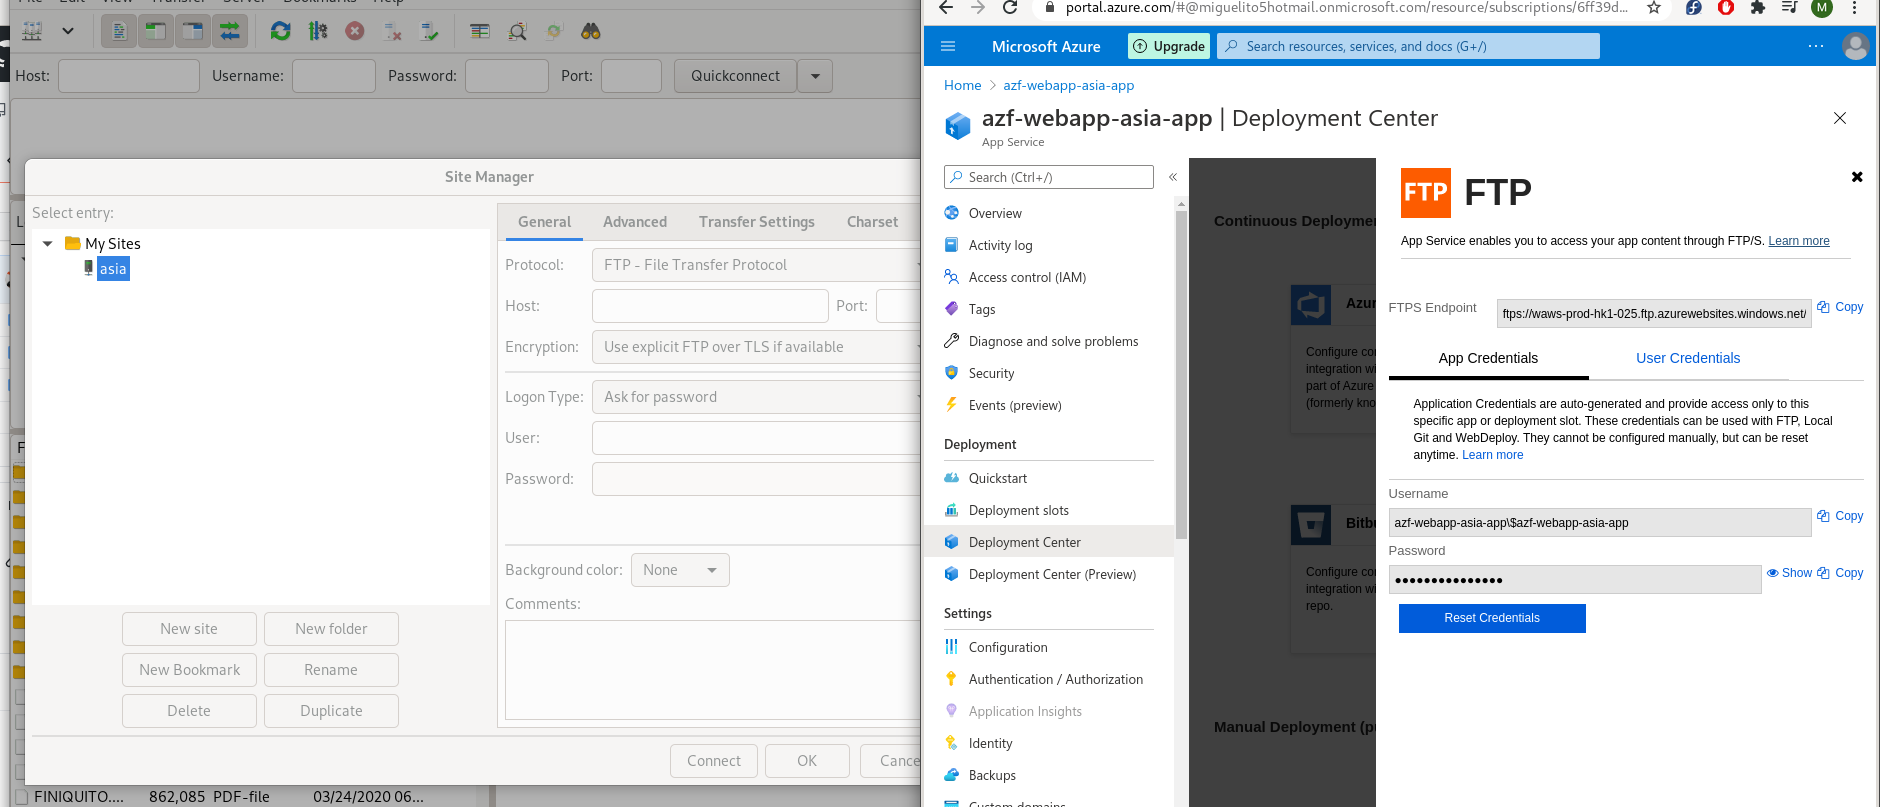 File Edit View Transfer Server Bookmarks Help
Host: Username: Password: Port: Quickconnect
Site Manager
Select entry:
My Sites
asia
New site New folder
New Bookmark Rename
Delete Duplicate
General Advanced Transfer Settings Charset
Protocol: FTP - File Transfer Protocol
Host: Port:
Encryption: Use explicit FTP over TLS if available
Logon Type: Ask for password
User:
Password:
Background color: None
Comments:
Connect OK Cance
FINIQUITO.... 862,085 PDF-file 03/24/2020 06...
portal.azure.com/#@miguelito5hotmail.onmicrosoft.com/resource/subscriptions/6ff39d...
M
Microsoft Azure Upgrade Search resources, services, and docs (G+/)
Home > azf-webapp-asia-app
azf-webapp-asia-app | Deployment Center
App Service
Search (Ctrl+/) «
Overview
Activity log
Access control (IAM)
Tags
Diagnose and solve problems
Security
Events (preview)
Deployment
Quickstart
Deployment slots
Deployment Center
Deployment Center (Preview)
Settings
Configuration
Authentication / Authorization
Application Insights
Identity
Backups
Custom domains
Continuous Deploymen
Azur
Configure co
integration wi
part of Azure
(formerly kno
Bitbu
Configure co
integration wi
repo.
Manual Deployment (pu
FTP FTP
App Service enables you to access your app content through FTP/S. Learn more
FTPS Endpoint ftps://waws-prod-hk1-025.ftp.azurewebsites.windows.net/ Copy
App Credentials User Credentials
Application Credentials are auto-generated and provide access only to this
specific app or deployment slot. These credentials can be used with FTP, Local
Git and WebDeploy. They cannot be configured manually, but can be reset
anytime. Learn more
Username
azf-webapp-asia-app\$azf-webapp-asia-app Copy
Password
••••••••••••••• Show Copy
Reset Credentials